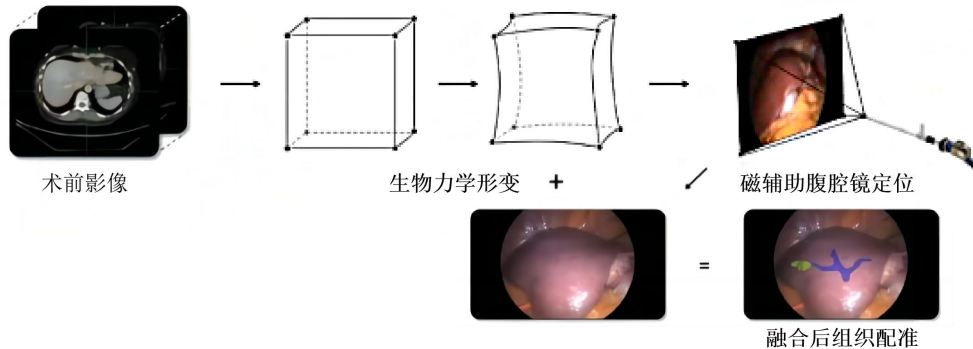 术前影像
生物力学形变 +
磁辅助腹腔镜定位
=
融合后组织配准